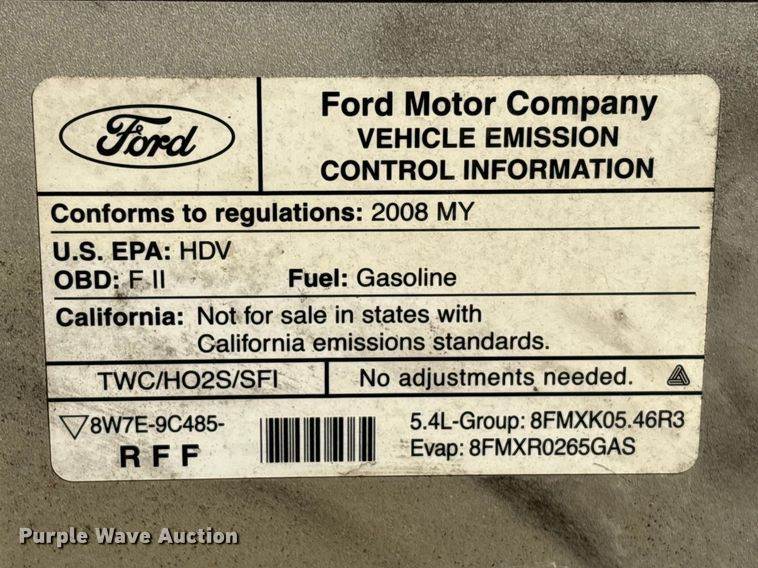 Ford
Ford Motor Company
VEHICLE EMISSION
CONTROL INFORMATION
Conforms to regulations: 2008 MY
U.S. EPA: HDV
OBD: F II Fuel: Gasoline
California: Not for sale in states with
California emissions standards.
TWC/HO2S/SFI No adjustments needed.
8W7E-9C485-
R F F
5.4L-Group: 8FMXK05.46R3
Evap: 8FMXR0265GAS
Purple Wave Auction